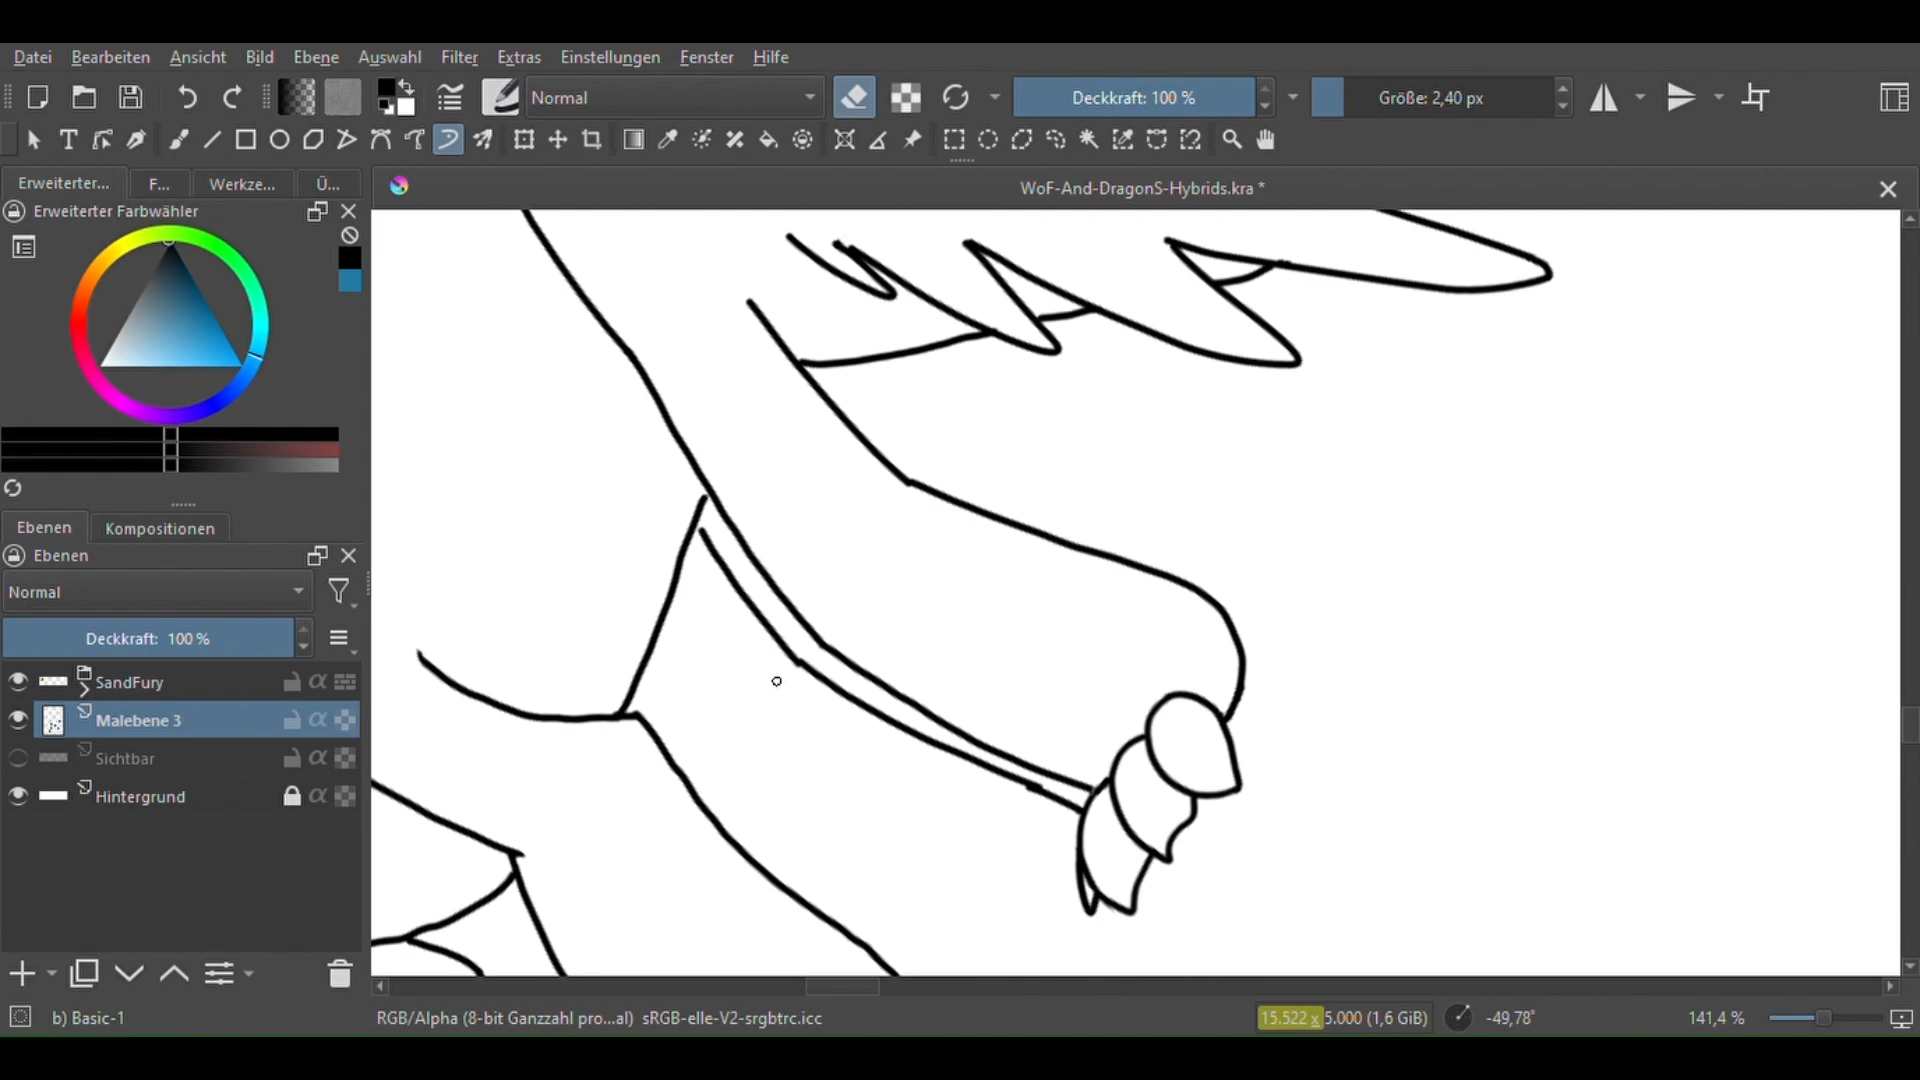 Datei Bearbeiten Ansicht Bild Ebene Auswahl Filter Extras Einstellungen Fenster Hilfe
Normal Deckkraft: 100 % Größe: 2,40 px
Erweiterter... F... Werkze... Ü...
WoF-And-DragonS-Hybrids.kra *
Erweiterter Farbwähler
Ebenen Kompositionen
Ebenen
Normal
Deckkraft: 100 %
SandFury
Malebene 3
Sichtbar
Hintergrund
b) Basic-1
RGB/Alpha (8-bit Ganzzahl pro...al) sRGB-elle-V2-srgbtrc.icc
15.522 x 5.000 (1,6 GiB)
-49,78°
141,4 %